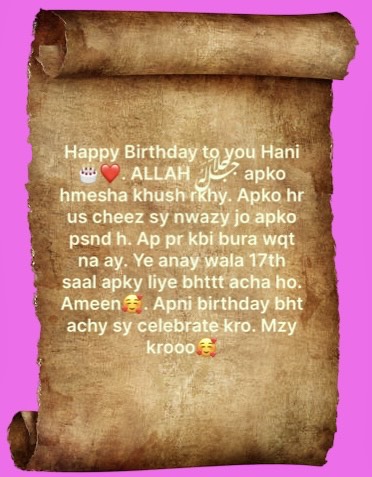 Happy Birthday to you Hani
🎂❤️. ALLAH جل جلاله apko
hmesha khush rkhy. Apko hr
us cheez sy nwazy jo apko
psnd h. Ap pr kbi bura wqt
na ay. Ye anay wala 17th
saal apky liye bhttt acha ho.
Ameen🥰. Apni birthday bht
achy sy celebrate kro. Mzy
krooo🥰